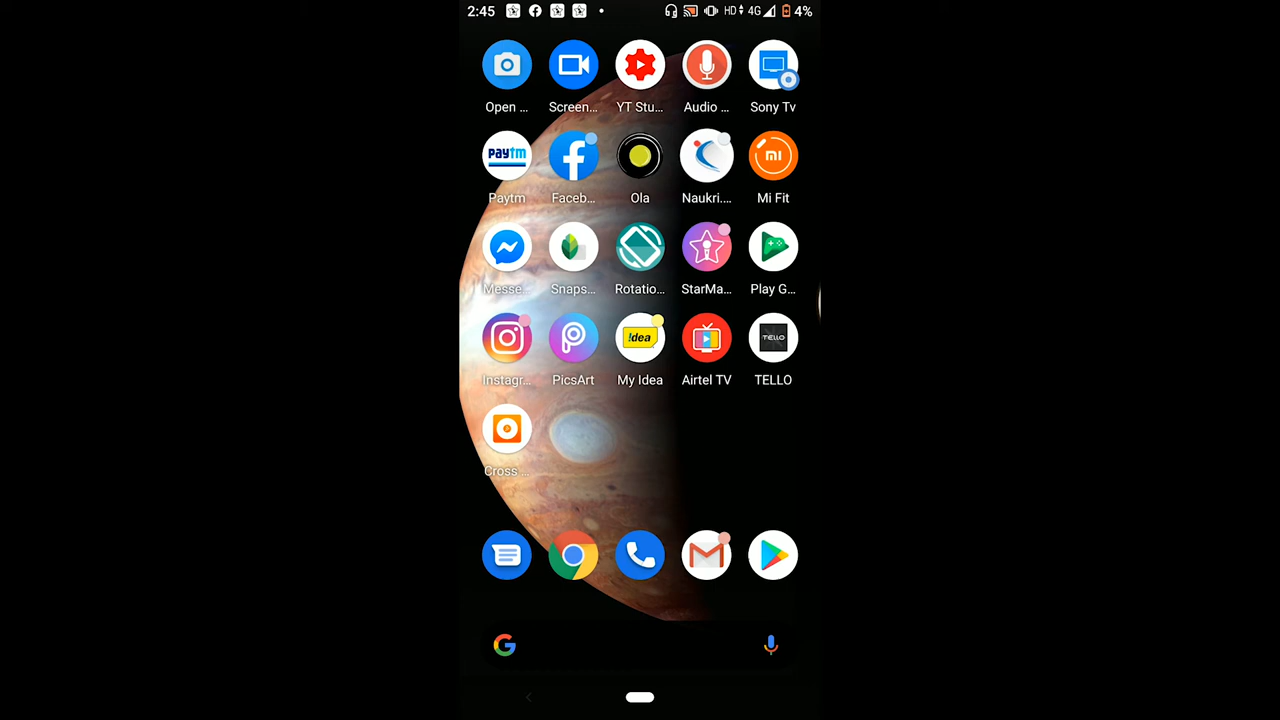 2:45 HD 4G 4%
Open ... Screen... YT Stu... Audio ... Sony Tv
paytm
Paytm Faceb... Ola Naukri.... Mi Fit
Messe... Snaps... Rotatio... StarMa... Play G...
!dea TELLO
Instagr... PicsArt My Idea Airtel TV TELLO
Cross ...